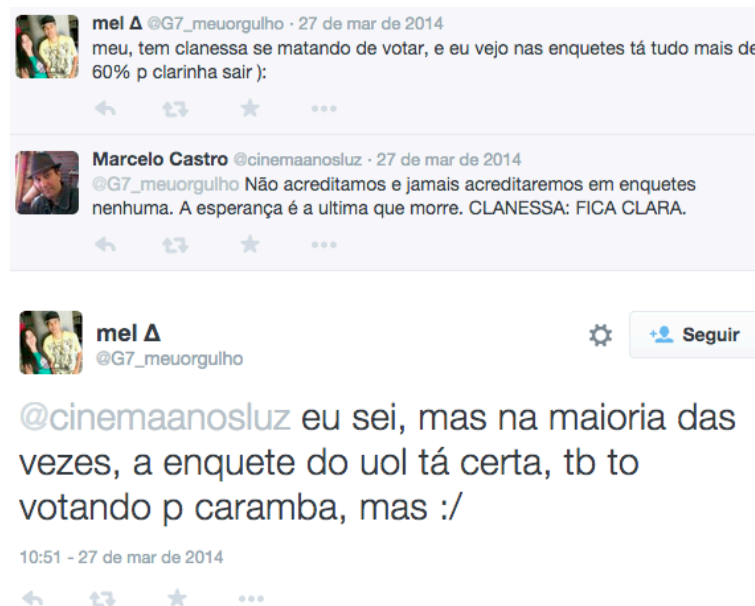 mel Δ @G7_meuorgulho · 27 de mar de 2014
meu, tem clanessa se matando de votar, e eu vejo nas enquetes tá tudo mais de
60% p clarinha sair ):
Marcelo Castro @cinemaanosluz · 27 de mar de 2014
@G7_meuorgulho Não acreditamos e jamais acreditaremos em enquetes
nenhuma. A esperança é a ultima que morre. CLANESSA: FICA CLARA.
mel Δ
@G7_meuorgulho
Seguir
@cinemaanosluz eu sei, mas na maioria das
vezes, a enquete do uol tá certa, tb to
votando p caramba, mas :/
10:51 - 27 de mar de 2014